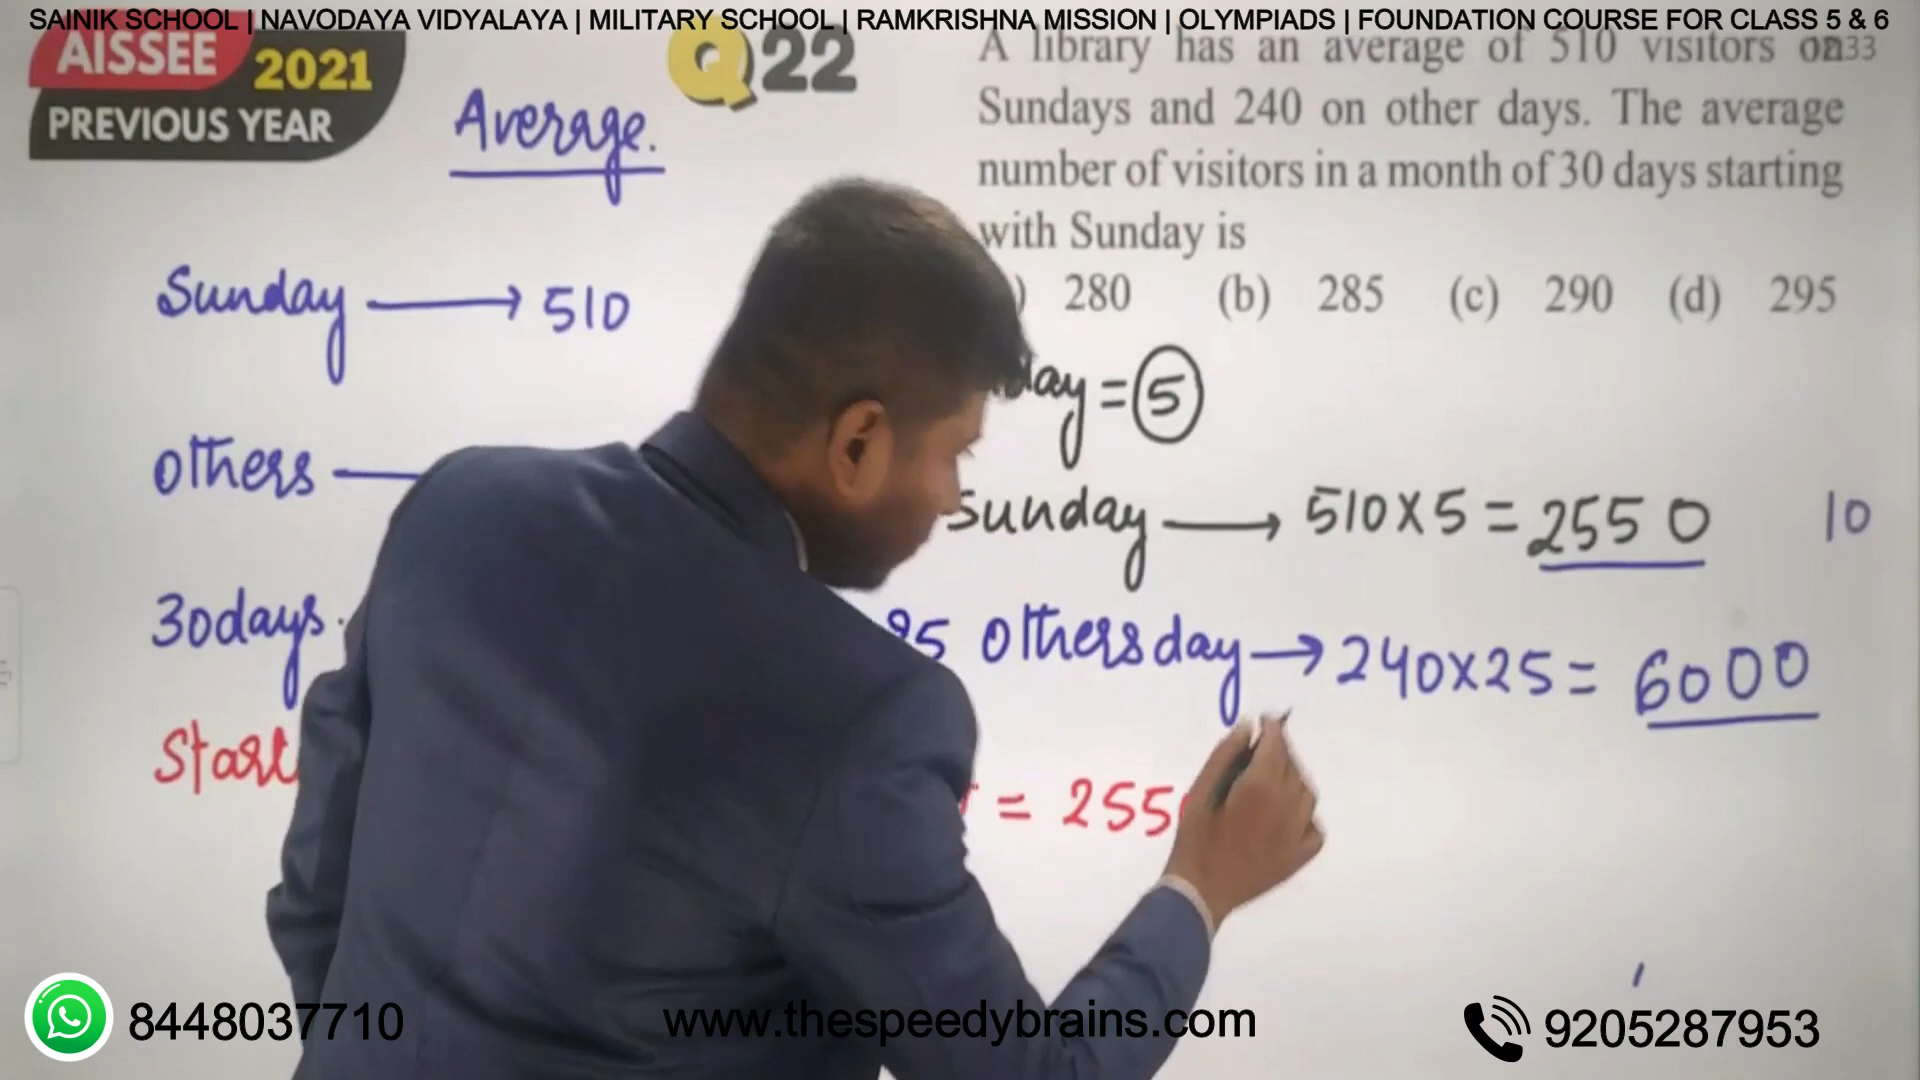 SAINIK SCHOOL | NAVODAYA VIDYALAYA | MILITARY SCHOOL | RAMKRISHNA MISSION | OLYMPIADS | FOUNDATION COURSE FOR CLASS 5 & 6
AISSEE 2021
PREVIOUS YEAR
Average.
Q22
A library has an average of 510 visitors on
Sundays and 240 on other days. The average
number of visitors in a month of 30 days starting
with Sunday is
280 (b) 285 (c) 290 (d) 295
Sunday → 510
day = 5
others
Sunday → 510×5 = 2550 10
30days.
25 othersday → 240×25 = 6000
Start
= 255
8448037710
www.thespeedybrains.com
9205287953